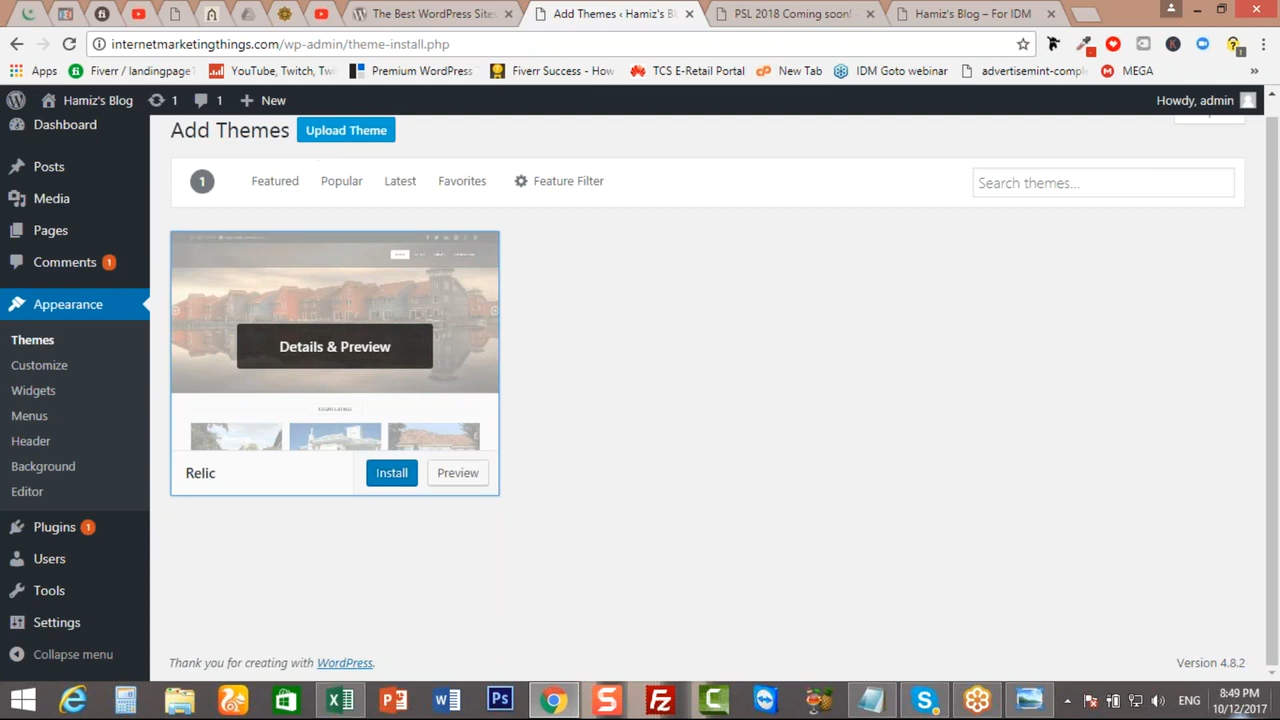 The Best WordPress Sites
Add Themes ‹ Hamiz's Bl
PSL 2018 Coming soon! -
Hamiz's Blog – For IDM
internetmarketingthings.com/wp-admin/theme-install.php
Apps
Fiverr / landingpage
YouTube, Twitch, Twi
Premium WordPress
Fiverr Success - How
TCS E-Retail Portal
New Tab
IDM Goto webinar
advertisemint-comple
MEGA
»
Hamiz's Blog
1
1
New
Howdy, admin
Dashboard
Posts
Media
Pages
Comments 1
Appearance
Themes
Customize
Widgets
Menus
Header
Background
Editor
Plugins 1
Users
Tools
Settings
Collapse menu
Add Themes
Upload Theme
1
Featured
Popular
Latest
Favorites
Feature Filter
Search themes...
Details & Preview
Relic
Install
Preview
Thank you for creating with WordPress.
Version 4.8.2
ENG
8:49 PM
10/12/2017